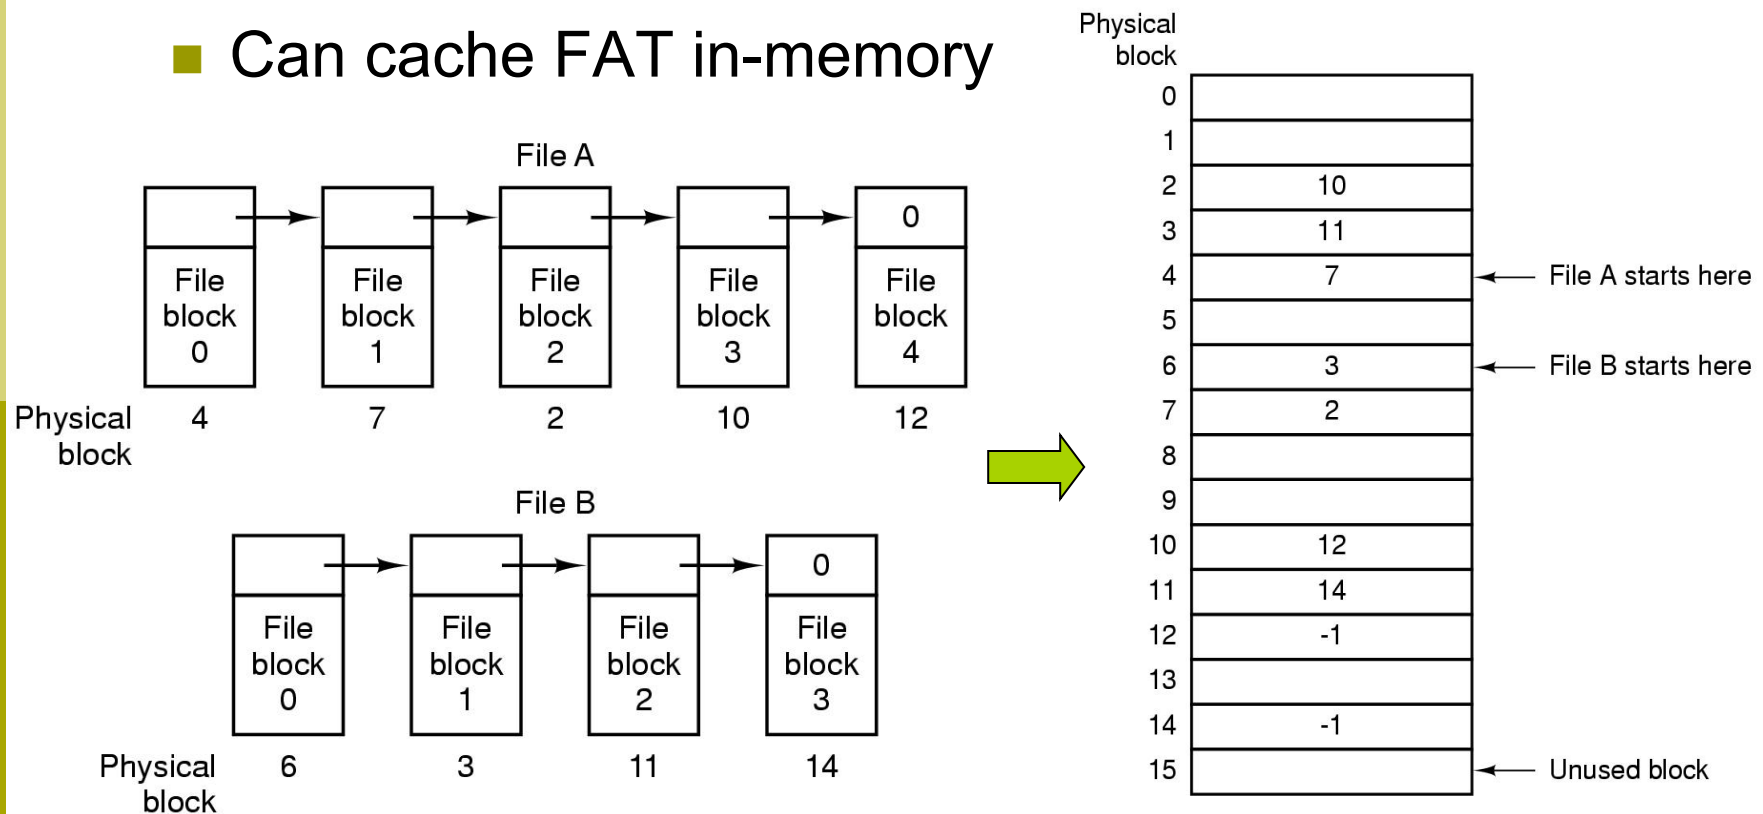 Can cache FAT in-memory
File A
0
File File File File File
block block block block block
0 1 2 3 4
Physical 4 7 2 10 12
block
File B
0
File File File File
block block block block
0 1 2 3
Physical 6 3 11 14
block
Physical
block
0
1
2 10
3 11
4 7 File A starts here
5
6 3 File B starts here
7 2
8
9
10 12
11 14
12 -1
13
14 -1
15 Unused block